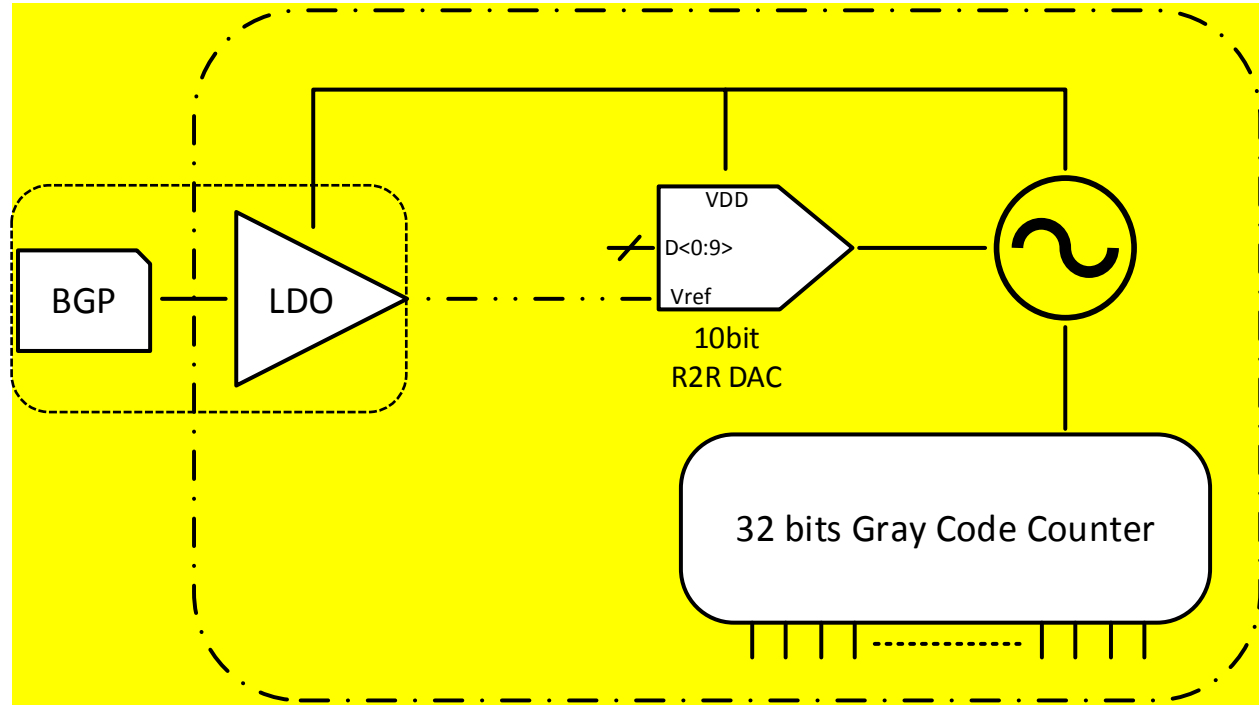 VDD
D<0:9>
BGP
LDO
Vref
10bit
R2R DAC
32 bits Gray Code Counter